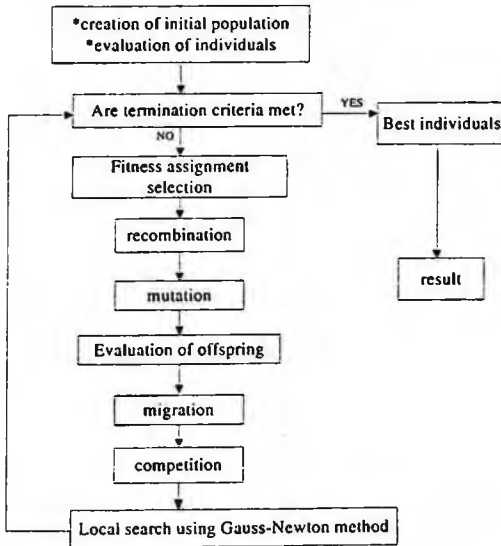 *creation of initial population
*evaluation of individuals
Are termination criteria met?
YES
Best individuals
NO
Fitness assignment
selection
recombination
result
mutation
Evaluation of offspring
migration
competition
Local search using Gauss-Newton method